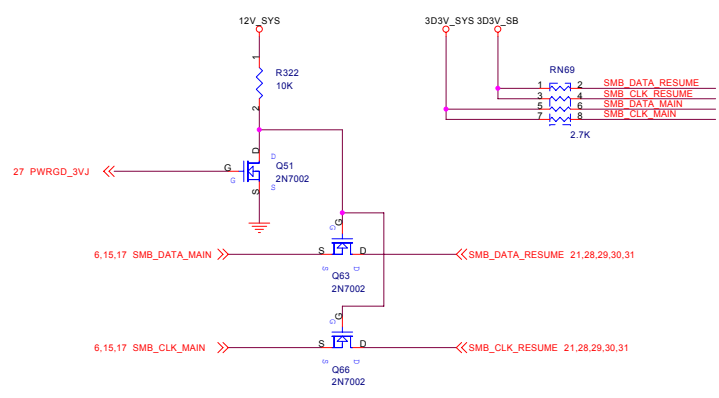 12V_SYS
3D3V_SYS 3D3V_SB
RN69
1
R322
10K
2
1 2 SMB_DATA_RESUME
3 4 SMB_CLK_RESUME
5 6 SMB_DATA_MAIN
7 8 SMB_CLK_MAIN
2.7K
D D
Q51
27 PWRGD_3VJ G
G 2N7002
S S
G
G
6,15,17 SMB_DATA_MAIN S D SMB_DATA_RESUME 21,28,29,30,31
S D
Q63
2N7002
G
G
6,15,17 SMB_CLK_MAIN S D SMB_CLK_RESUME 21,28,29,30,31
S D
Q66
2N7002